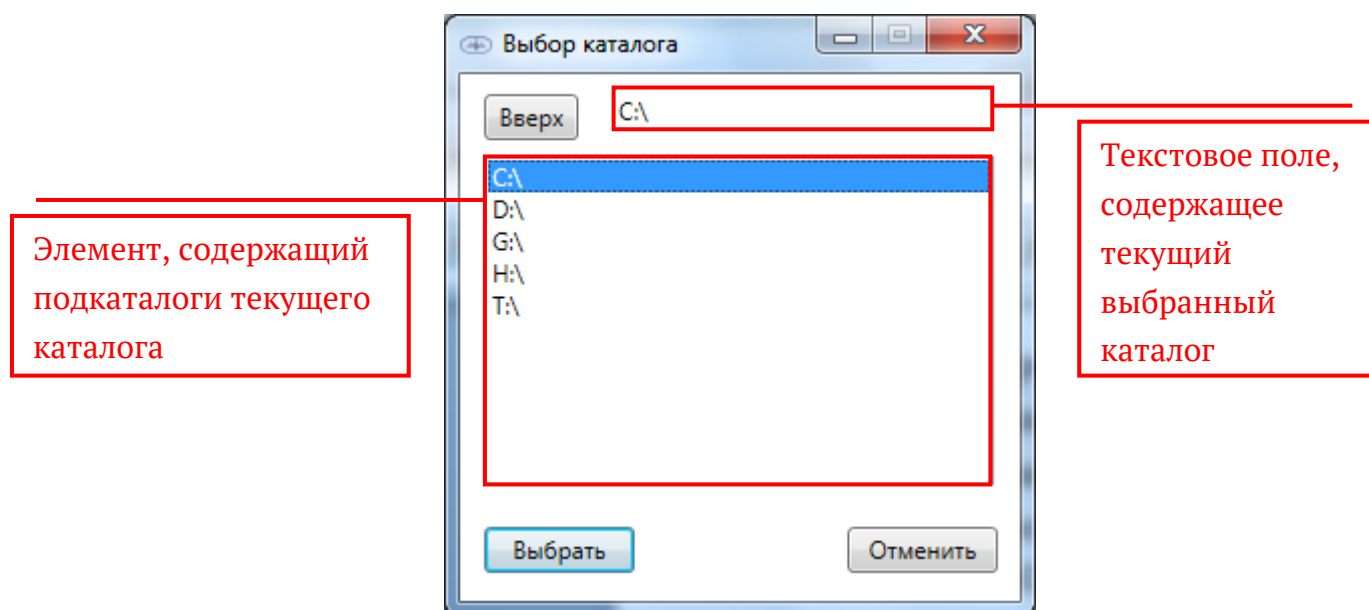 Выбор каталога
Вверх
C:\
C:\
D:\
G:\
H:\
T:\
Выбрать
Отменить
Элемент, содержащий
подкаталоги текущего
каталога
Текстовое поле,
содержащее
текущий
выбранный
каталог